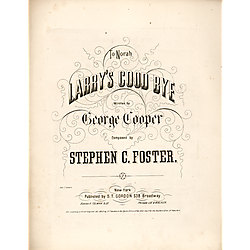 To Norah
LARRY'S GOOD BYE
Written by
George Cooper
Composed by
STEPHEN C. FOSTER.
New York
Published by S.T. GORDON 538 Broadway